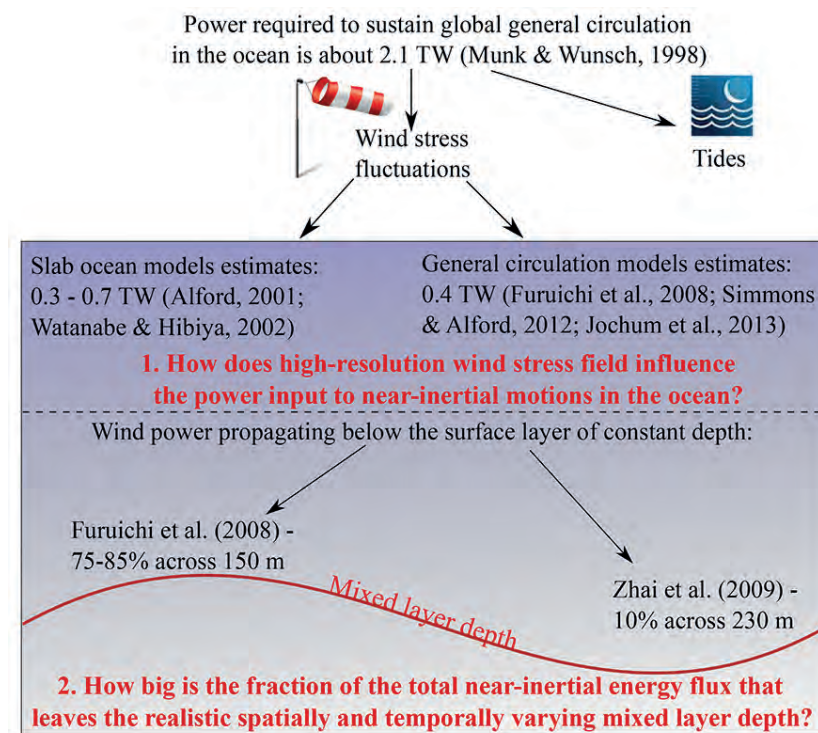 Power required to sustain global general circulation
in the ocean is about 2.1 TW (Munk & Wunsch, 1998)
Wind stress
fluctuations
Tides
Slab ocean models estimates:
0.3 - 0.7 TW (Alford, 2001;
Watanabe & Hibiya, 2002)
General circulation models estimates:
0.4 TW (Furuichi et al., 2008; Simmons
& Alford, 2012; Jochum et al., 2013)
1. How does high-resolution wind stress field influence
the power input to near-inertial motions in the ocean?
Wind power propagating below the surface layer of constant depth:
Furuichi et al. (2008) -
75-85% across 150 m
Zhai et al. (2009) -
10% across 230 m
Mixed layer depth
2. How big is the fraction of the total near-inertial energy flux that
leaves the realistic spatially and temporally varying mixed layer depth?